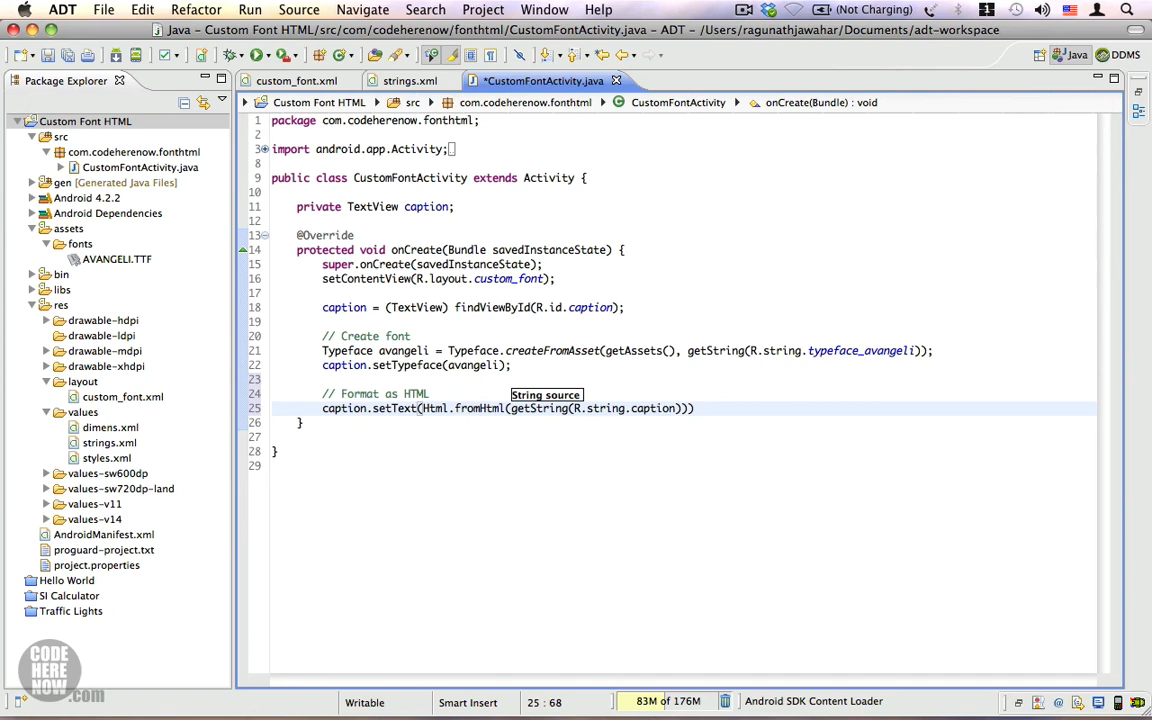 ADT File Edit Refactor Run Source Navigate Search Project Window Help (Not Charging)
Java – Custom Font HTML/src/com/codeherenow/fonthtml/CustomFontActivity.java – ADT – /Users/ragunathjawahar/Documents/adt-workspace
Java DDMS
Package Explorer
custom_font.xml strings.xml *CustomFontActivity.java
Custom Font HTML src com.codeherenow.fonthtml CustomFontActivity onCreate(Bundle) : void
Custom Font HTML
src
com.codeherenow.fonthtml
CustomFontActivity.java
gen [Generated Java Files]
Android 4.2.2
Android Dependencies
assets
fonts
AVANGELI.TTF
bin
libs
res
drawable-hdpi
drawable-ldpi
drawable-mdpi
drawable-xhdpi
layout
custom_font.xml
values
dimens.xml
strings.xml
styles.xml
values-sw600dp
values-sw720dp-land
values-v11
values-v14
AndroidManifest.xml
proguard-project.txt
project.properties
Hello World
SI Calculator
Traffic Lights
1 package com.codeherenow.fonthtml;
2
3 import android.app.Activity;
8
9 public class CustomFontActivity extends Activity {
10
11 private TextView caption;
12
13 @Override
14 protected void onCreate(Bundle savedInstanceState) {
15 super.onCreate(savedInstanceState);
16 setContentView(R.layout.custom_font);
17
18 caption = (TextView) findViewById(R.id.caption);
19
20 // Create font
21 Typeface avangeli = Typeface.createFromAsset(getAssets(), getString(R.string.typeface_avangeli));
22 caption.setTypeface(avangeli);
23
24 // Format as HTML
String source
25 caption.setText(Html.fromHtml(getString(R.string.caption)))
26 }
27
28 }
29
CODE
HERE
NOW
.com
Writable Smart Insert 25 : 68 83M of 176M Android SDK Content Loader